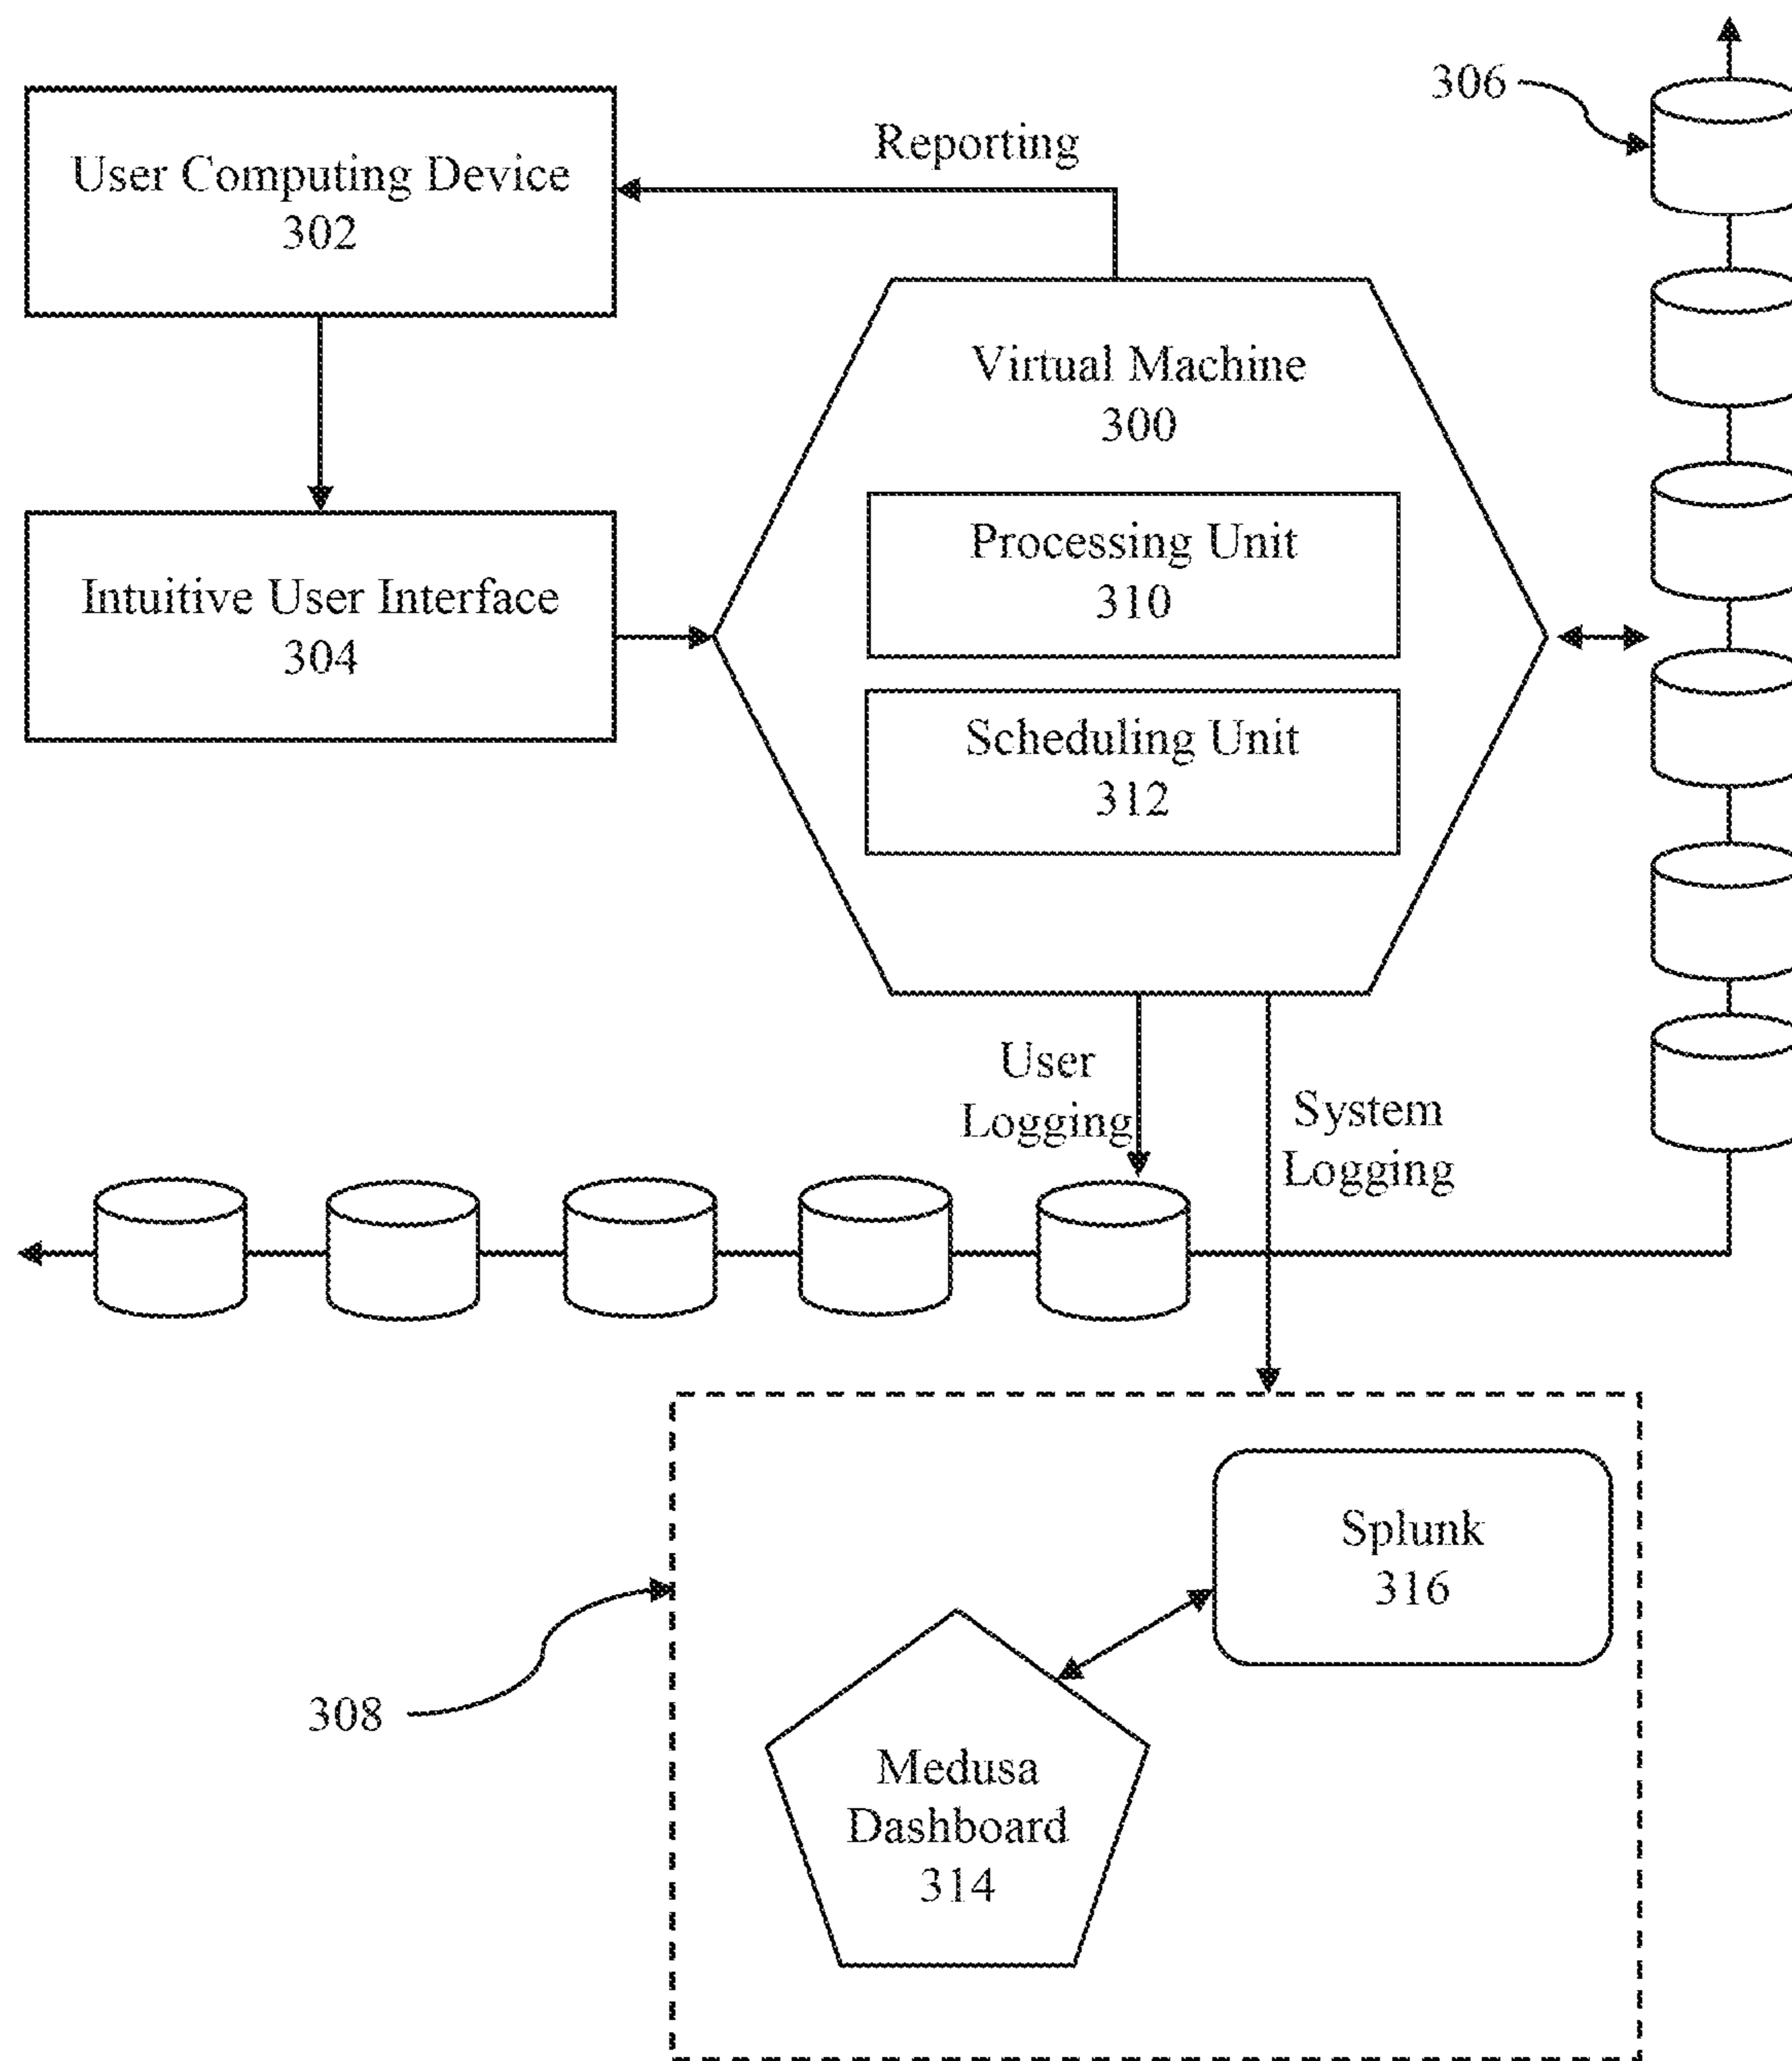 306
Reporting
User Computing Device
302
Virtual Machine
300
Processing Unit
310
Intuitive User Interface
304
Scheduling Unit
312
User
Logging
System
Logging
Splunk
316
308
Medusa
Dashboard
314